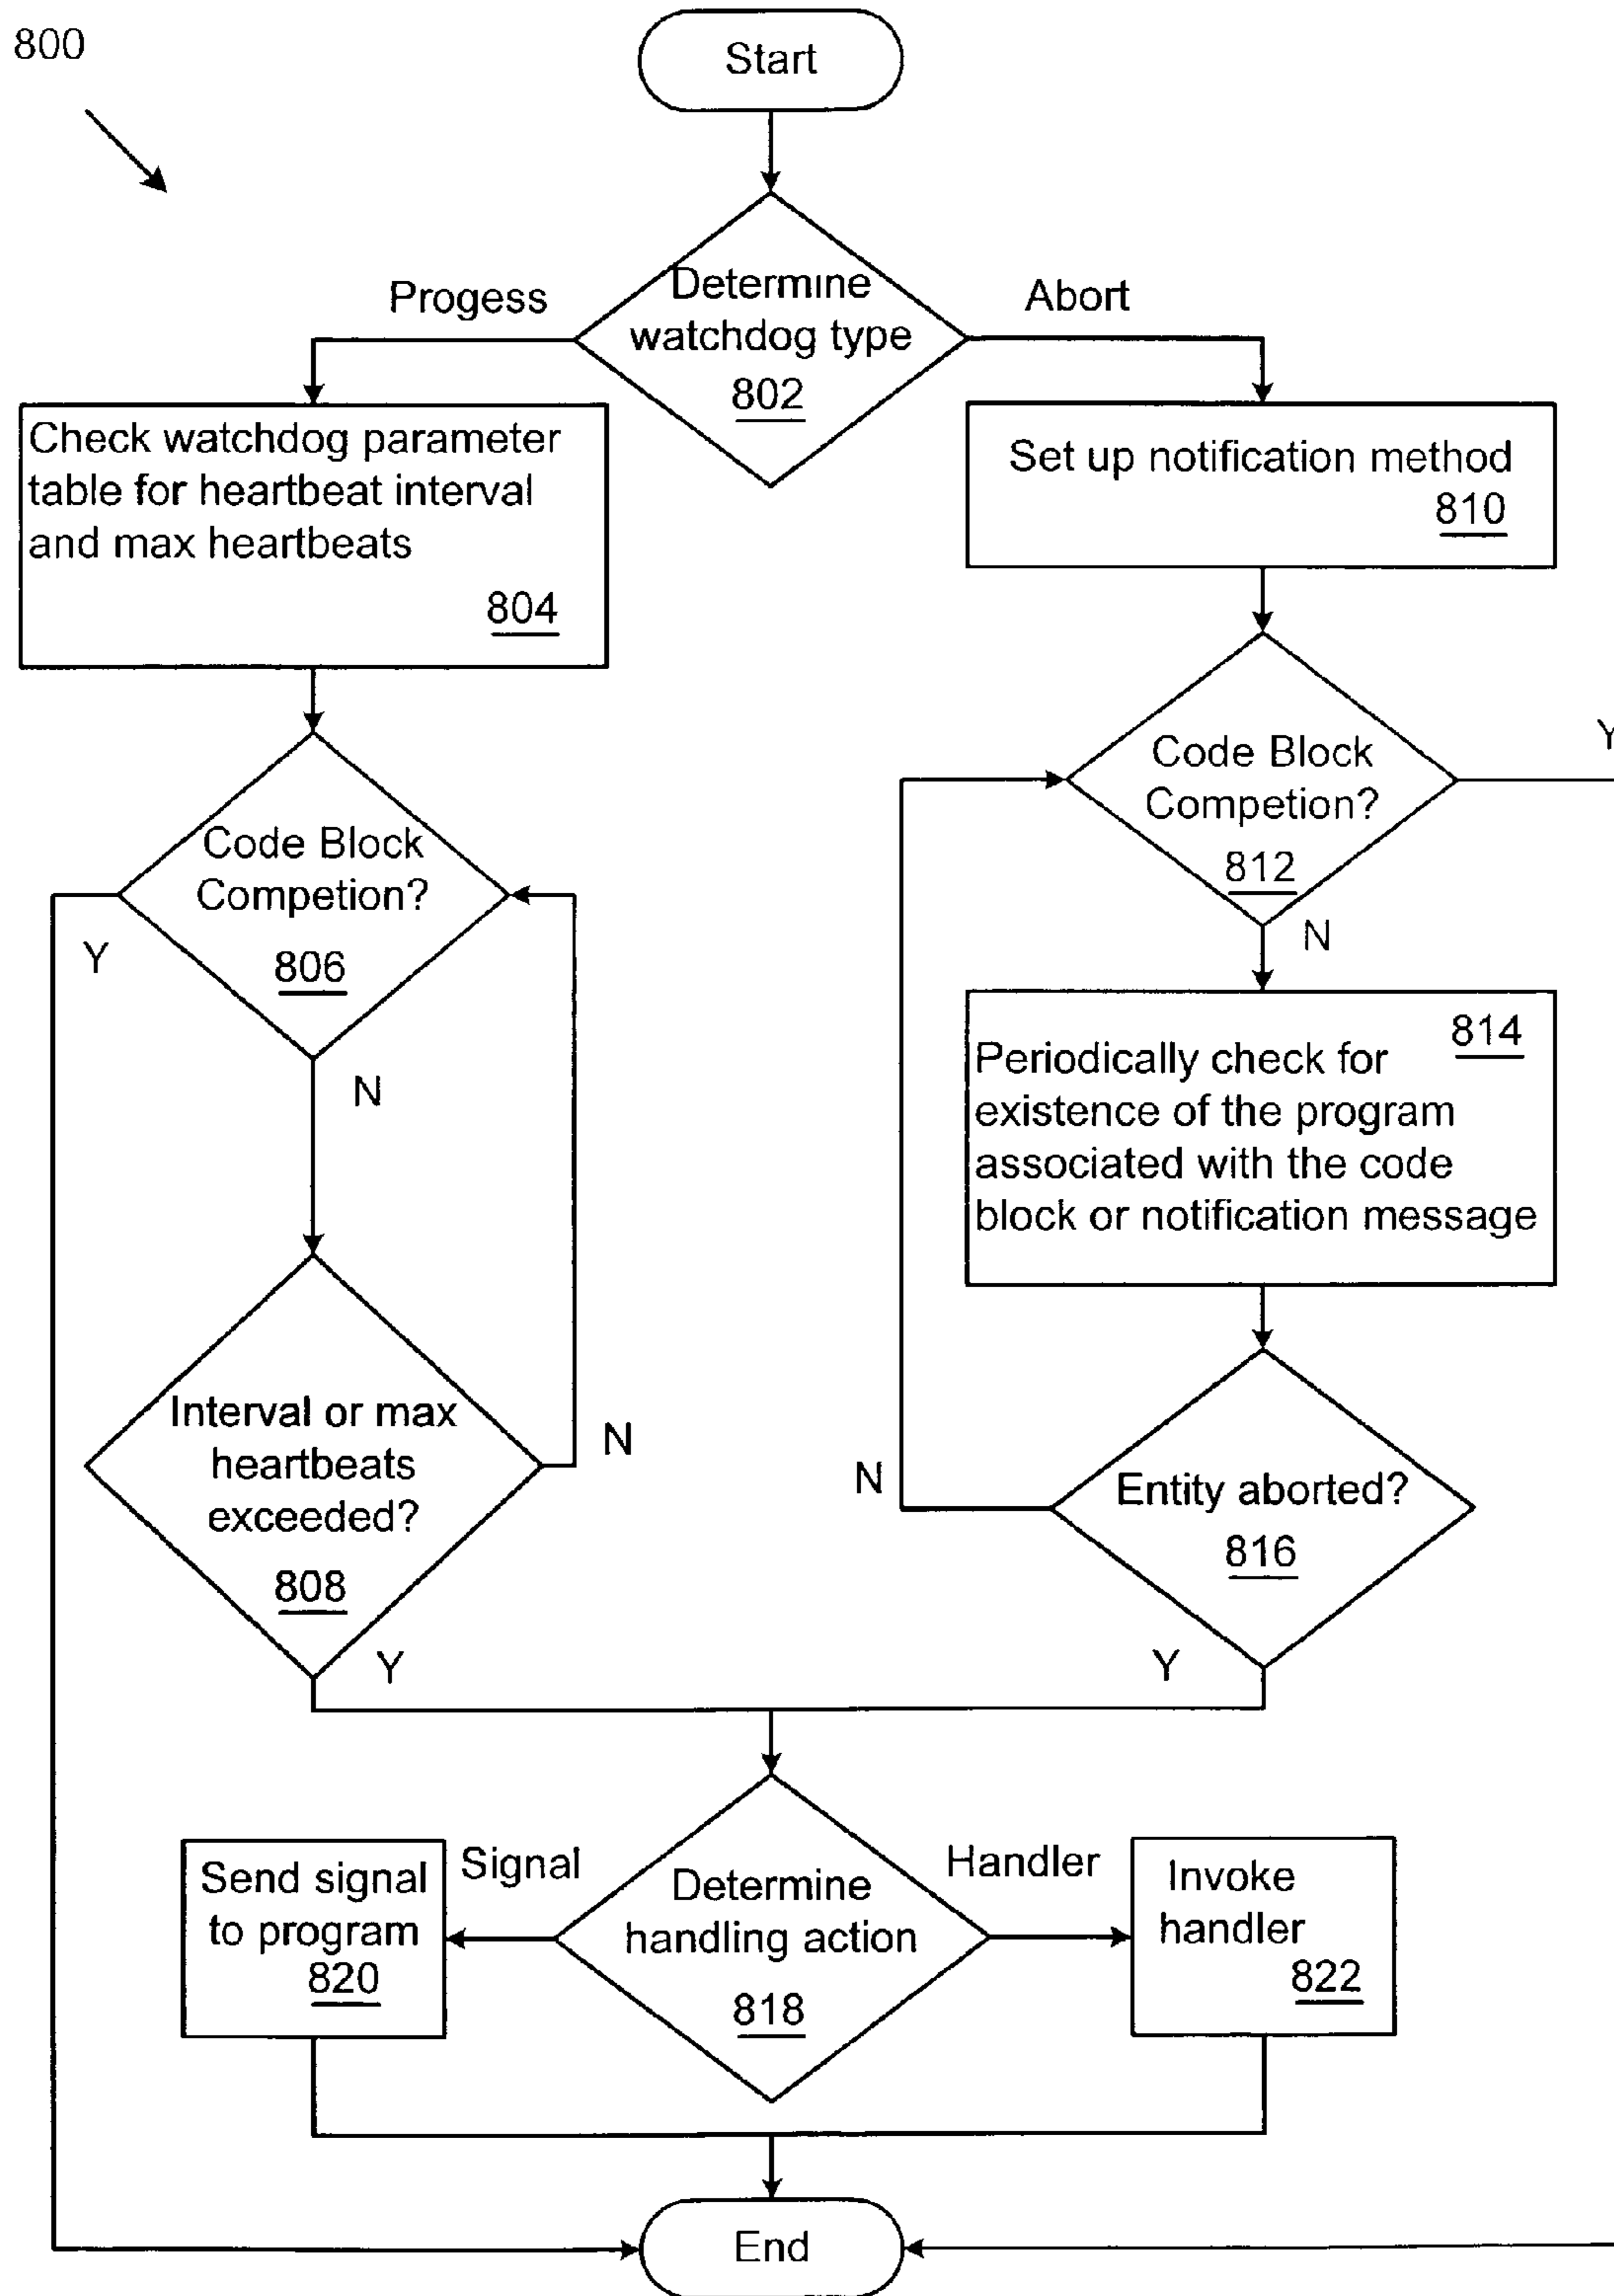 800
Start
Determine
watchdog type
802
Progess
Abort
Check watchdog parameter
table for heartbeat interval
and max heartbeats
804
Set up notification method
810
Code Block
Competion?
806
Y
N
Code Block
Competion?
812
Y
N
814
Periodically check for
existence of the program
associated with the code
block or notification message
Interval or max
heartbeats
exceeded?
808
N
Y
Entity aborted?
816
N
Y
Determine
handling action
818
Signal
Handler
Send signal
to program
820
Invoke
handler
822
End